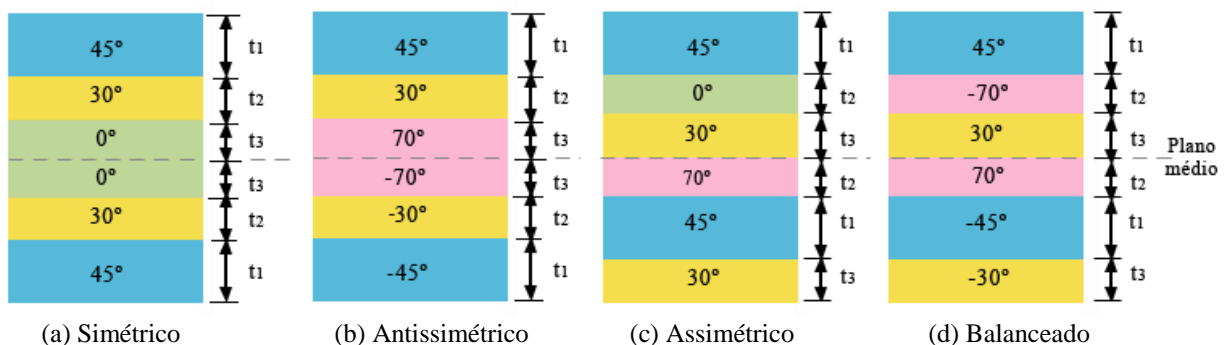 45° t1
30° t2
0° t3
0° t3
30° t2
45° t1
(a) Simétrico
45° t1
30° t2
70° t3
-70° t3
-30° t2
-45° t1
(b) Antissimétrico
45° t1
0° t2
30° t3
70° t2
45° t1
30° t3
(c) Assimétrico
45° t1
-70° t2
30° t3
70° t2
-45° t1
-30° t3
(d) Balanceado
Plano
médio